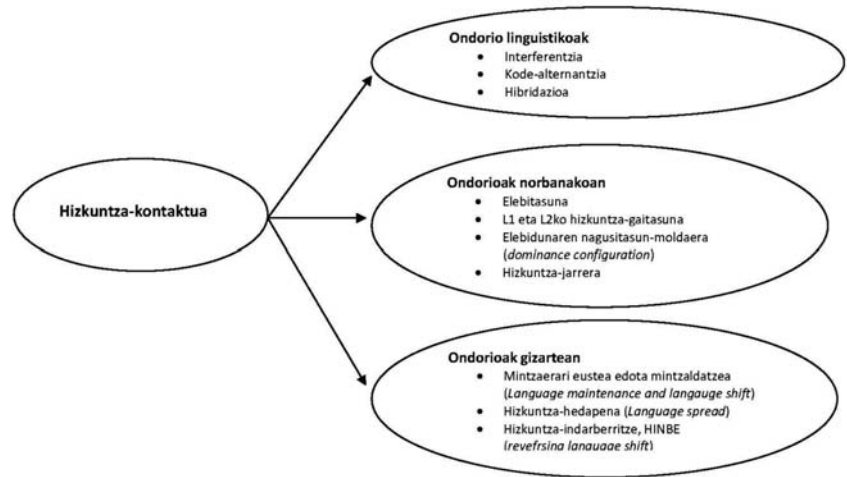 Ondorio linguistikoak
• Interferentzia
• Kode-alternantzia
• Hibridazioa
Hizkuntza-kontaktua
Ondorioak norbanakoan
• Elebitasuna
• L1 eta L2ko hizkuntza-gaitasuna
• Elebidunaren nagusitasun-moldaera
(dominance configuration)
• Hizkuntza-jarrera
Ondorioak gizartean
• Mintzaerari eustea edota mintzaldatzea
(Language maintenance and langauge shift)
• Hizkuntza-hedapena (Language spread)
• Hizkuntza-indarberritze, HINBE
(revefrsing language shift)